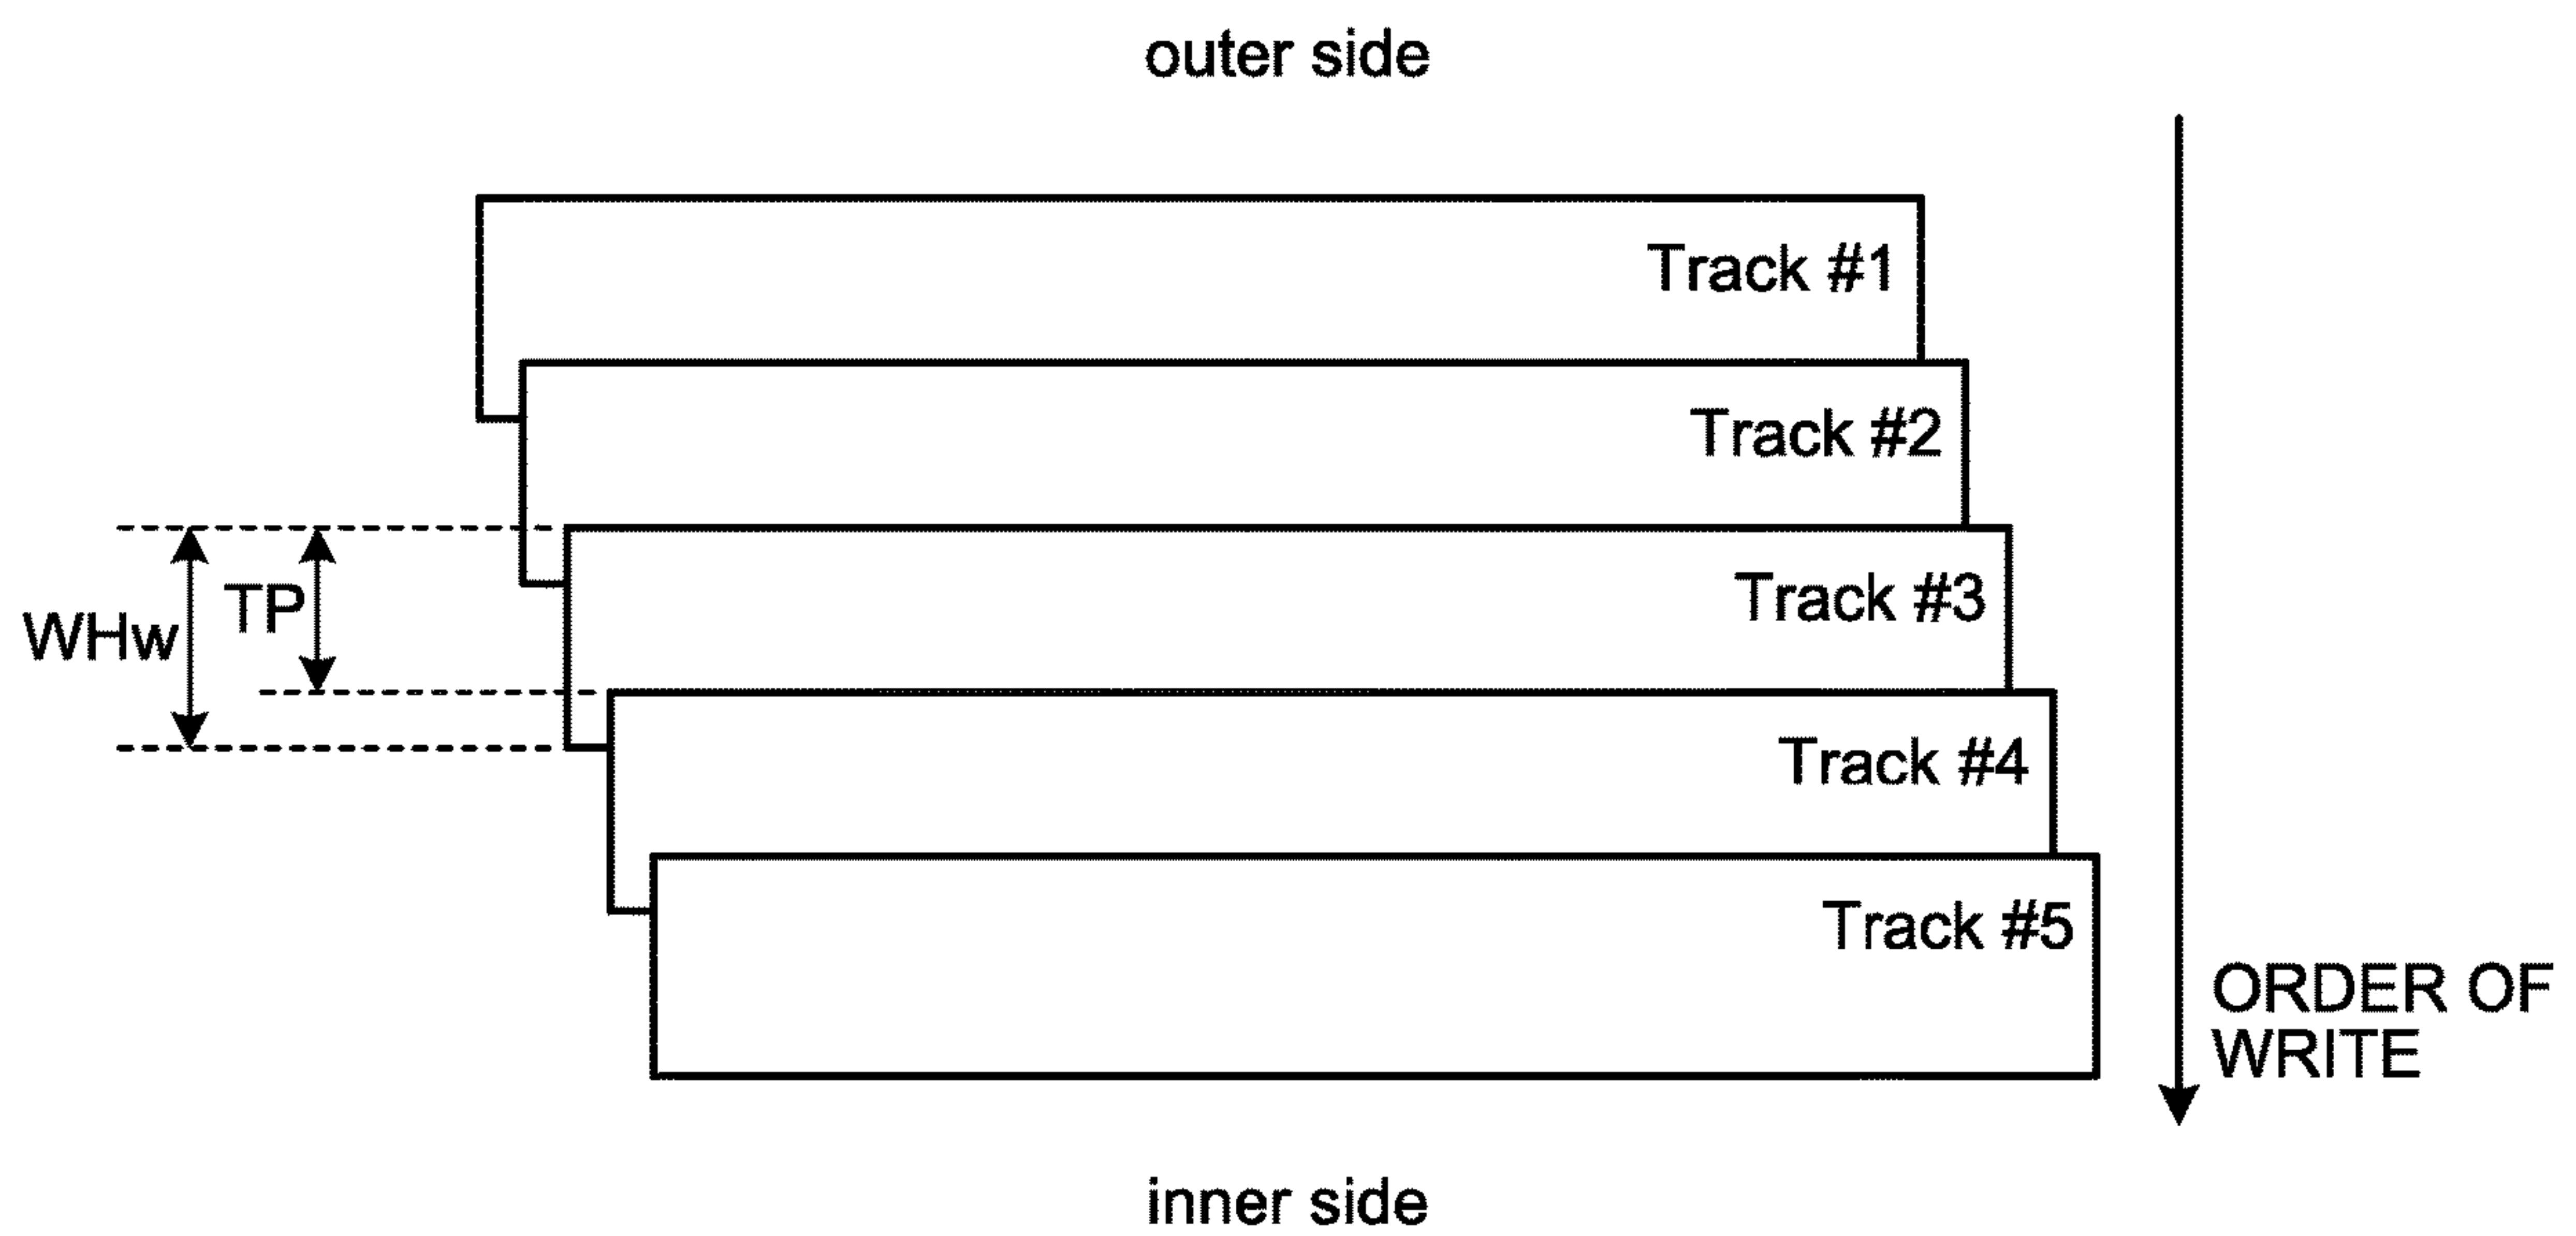 outer side
Track #1
Track #2
TP
WHw
Track #3
Track #4
Track #5
ORDER OF
WRITE
inner side